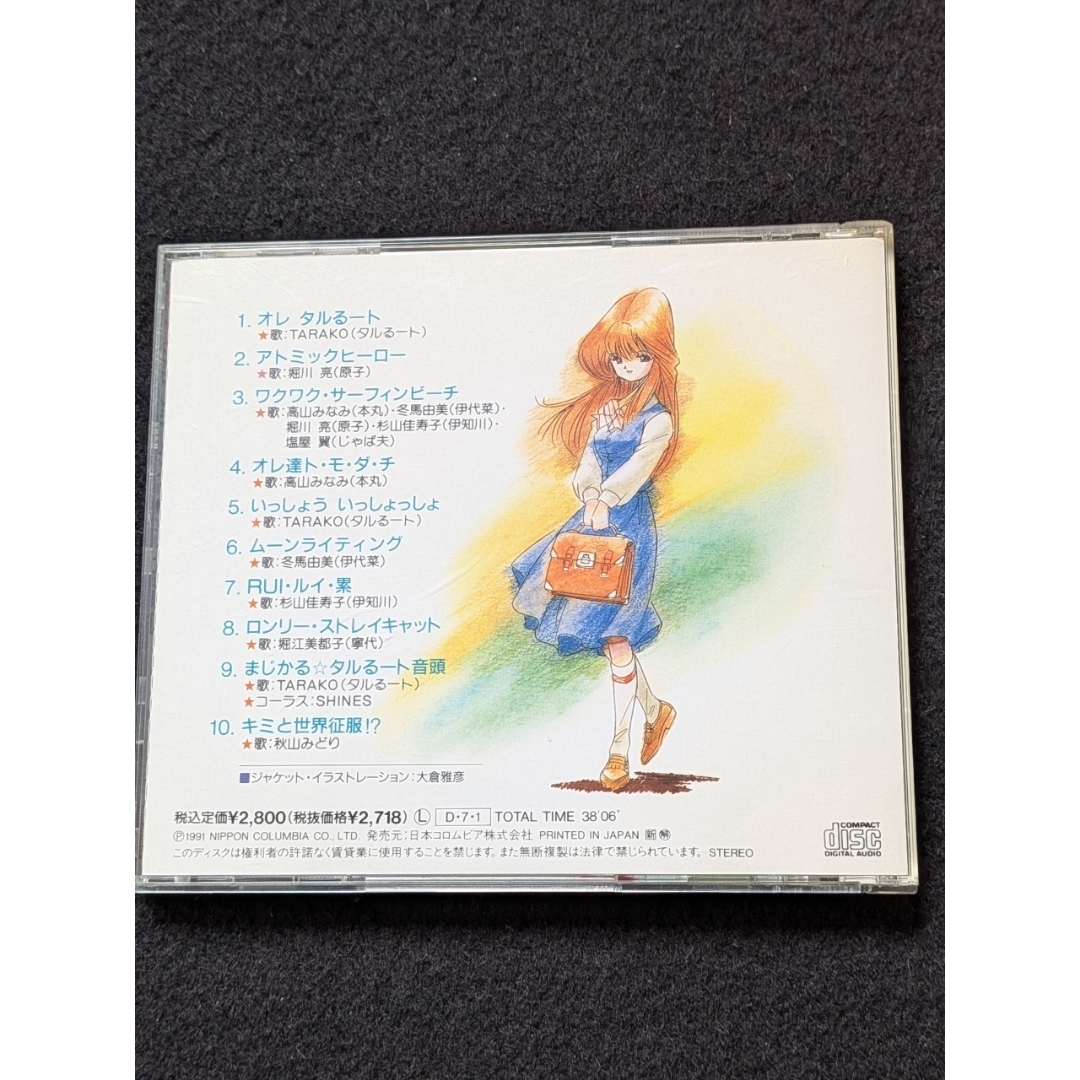 1. オレ タルるート
★歌:TARAKO(タルるート)
2. アトミックヒーロー
★歌:堀川 亮(原子)
3. ワクワク・サーフィンビーチ
★歌:高山みなみ(本丸)・冬馬由美(伊代菜)・
堀川 亮(原子)・杉山佳寿子(伊知川)・
塩屋 翼(じゃば夫)
4. オレ達ト・モ・ダ・チ
★歌:高山みなみ(本丸)
5. いっしょう いっしょっしょ
★歌:TARAKO(タルるート)
6. ムーンライティング
★歌:冬馬由美(伊代菜)
7. RUI・ルイ・累
★歌:杉山佳寿子(伊知川)
8. ロンリー・ストレイキャット
★歌:堀江美都子(寧代)
9. まじかる☆タルるート音頭
★歌:TARAKO(タルるート)
★コーラス:SHINES
10. キミと世界征服!?
★歌:秋山みどり
■ジャケット・イラストレーション:大倉雅彦
税込定価¥2,800(税抜価格¥2,718) Ⓛ D・7・1 TOTAL TIME 38'06"
Ⓟ1991 NIPPON COLUMBIA CO., LTD. 発売元:日本コロムビア株式会社 PRINTED IN JAPAN
このディスクは権利者の許諾なく賃貸業に使用することを禁じます。また無断複製は法律で禁じられています。 STEREO
COMPACT
disc
DIGITAL AUDIO